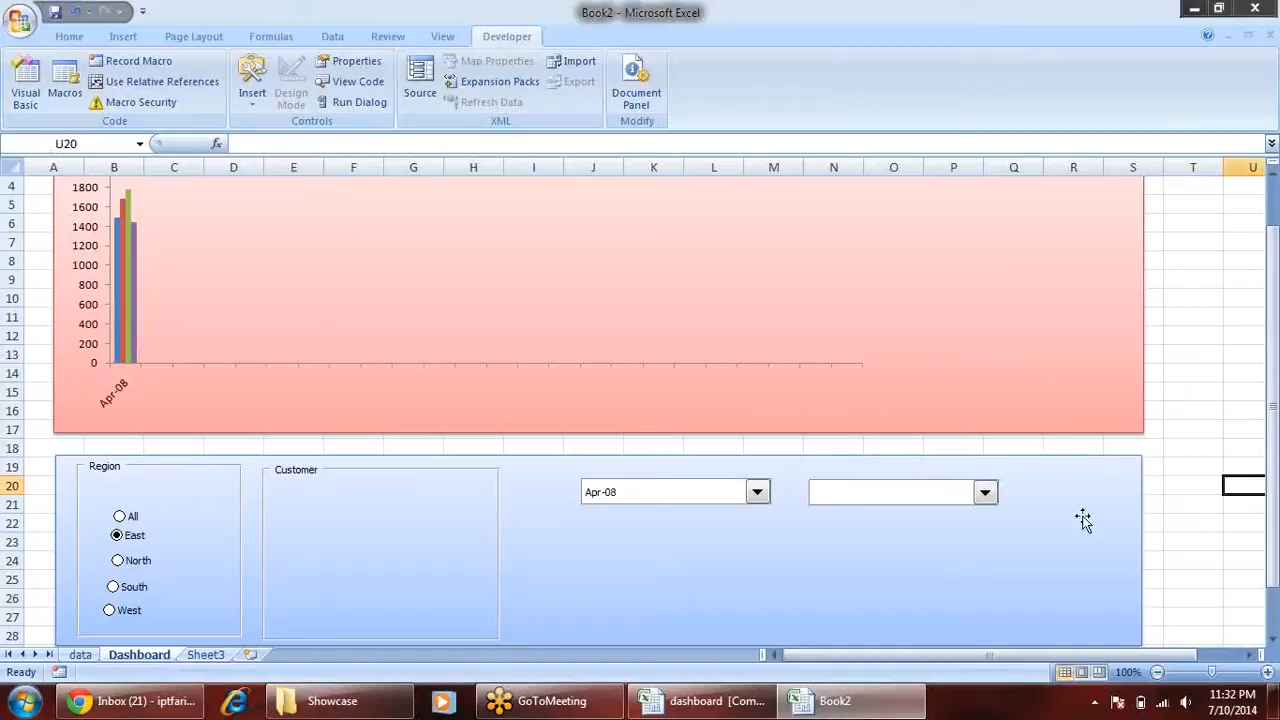 Book2 - Microsoft Excel
Home Insert Page Layout Formulas Data Review View Developer
Visual Basic
Macros
Record Macro
Use Relative References
Macro Security
Code
Insert
Design Mode
Properties
View Code
Run Dialog
Controls
Source
Map Properties
Expansion Packs
Refresh Data
Import
Export
XML
Document Panel
Modify
U20
fx
A B C D E F G H I J K L M N O P Q R S T U
4
5
6
7
8
9
10
11
12
13
14
15
16
17
18
19
20
21
22
23
24
25
26
27
28
1800
1600
1400
1200
1000
800
600
400
200
0
Apr-08
Region
All
East
North
South
West
Customer
Apr-08
data Dashboard Sheet3
Ready
100%
Inbox (21) - iptfari...
Showcase
GoToMeeting
dashboard [Com...
Book2
11:32 PM
7/10/2014